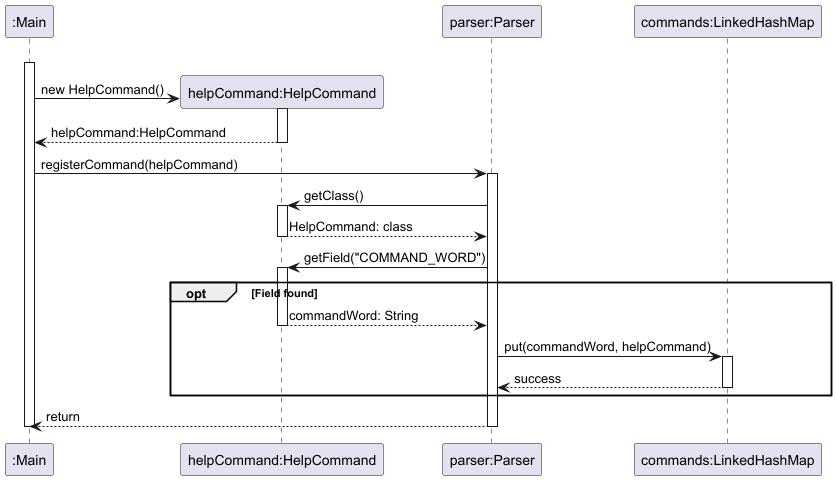 :Main
parser:Parser
commands:LinkedHashMap
new HelpCommand()
helpCommand:HelpCommand
helpCommand:HelpCommand
registerCommand(helpCommand)
getClass()
HelpCommand: class
getField("COMMAND_WORD")
opt
[Field found]
commandWord: String
put(commandWord, helpCommand)
success
return
:Main
helpCommand:HelpCommand
parser:Parser
commands:LinkedHashMap